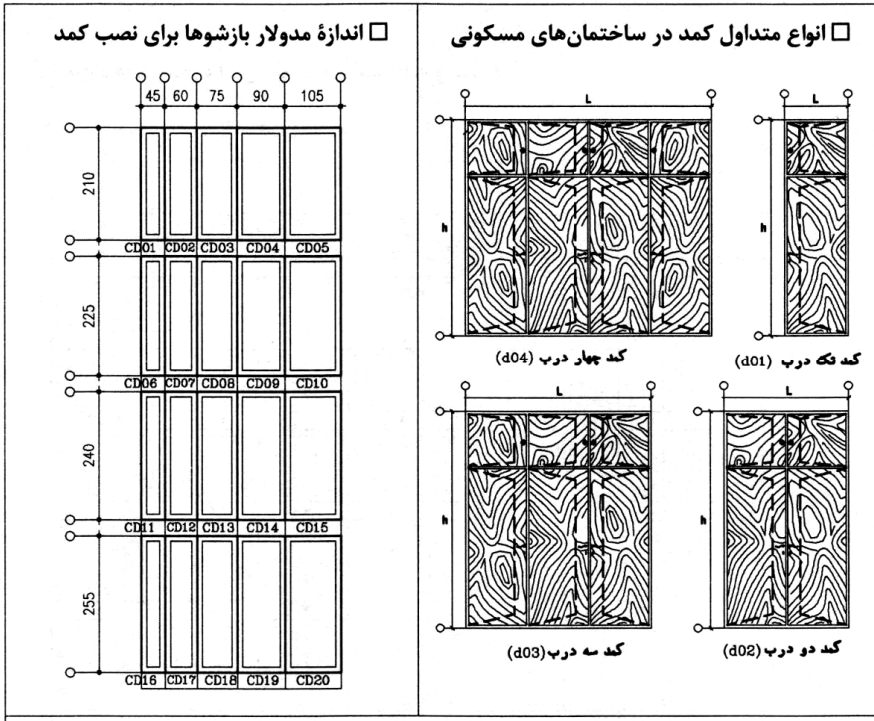 □ انواع متداول کمد در ساختمان‌های مسکونی
L
h
کمد چهار درب (d04)
L
h
کمد تک درب (d01)
L
h
کمد سه درب (d03)
L
h
کمد دو درب (d02)
□ اندازهٔ مدولار بازشوها برای نصب کمد
45 60 75 90 105
210
CD01 CD02 CD03 CD04 CD05
225
CD06 CD07 CD08 CD09 CD10
240
CD11 CD12 CD13 CD14 CD15
255
CD16 CD17 CD18 CD19 CD20